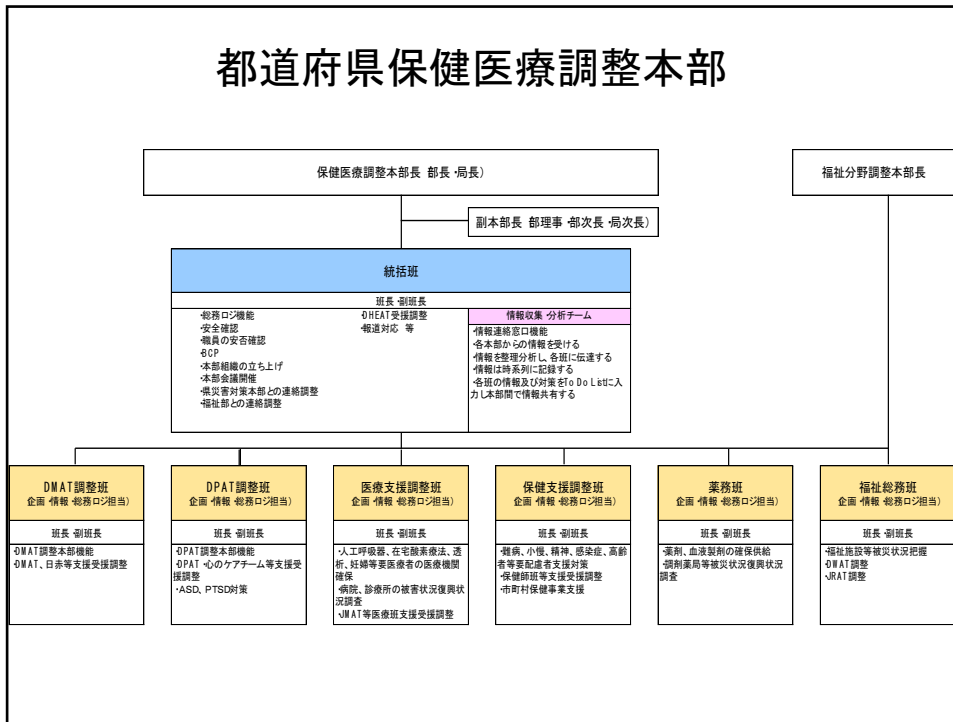 都道府県保健医療調整本部
保健医療調整本部長 部長・局長)
福祉分野調整本部長
副本部長 部理事・部次長・局次長)
統括班
班長・副班長
・総務ロジ機能
・安全確認
・職員の安否確認
・BCP
・本部組織の立ち上げ
・本部会議開催
・県災害対策本部との連絡調整
・福祉部との連絡調整
・DHEAT受援調整
・報道対応 等
情報収集・分析チーム
・情報連絡窓口機能
・各本部からの情報を受ける
・情報を整理分析し、各班に伝達する
・情報は時系列に記録する
・各班の情報及び対策をTo Do Listに入
力し本部間で情報共有する
DMAT調整班
企画・情報・総務ロジ担当)
班長・副班長
・DMAT調整本部機能
・DMAT、日赤等支援受援調整
DPAT調整班
企画・情報・総務ロジ担当)
班長・副班長
・DPAT調整本部機能
・DPAT・心のケアチーム等支援受
援調整
・ASD、PTSD対策
医療支援調整班
企画・情報・総務ロジ担当)
班長・副班長
・人工呼吸器、在宅酸素療法、透
析、妊婦等要医療者の医療機関
確保
・病院、診療所の被害状況復興状
況調査
・JMAT等医療班支援受援調整
保健支援調整班
企画・情報・総務ロジ担当)
班長・副班長
・難病、小慢、精神、感染症、高齢
者等要配慮者支援対策
・保健師班等支援受援調整
・市町村保健事業支援
薬務班
企画・情報・総務ロジ担当)
班長・副班長
・薬剤、血液製剤の確保供給
・調剤薬局等被災状況復興状況
調査
福祉総務班
企画・情報・総務ロジ担当)
班長・副班長
・福祉施設等被災状況把握
・DWAT調整
・JRAT調整